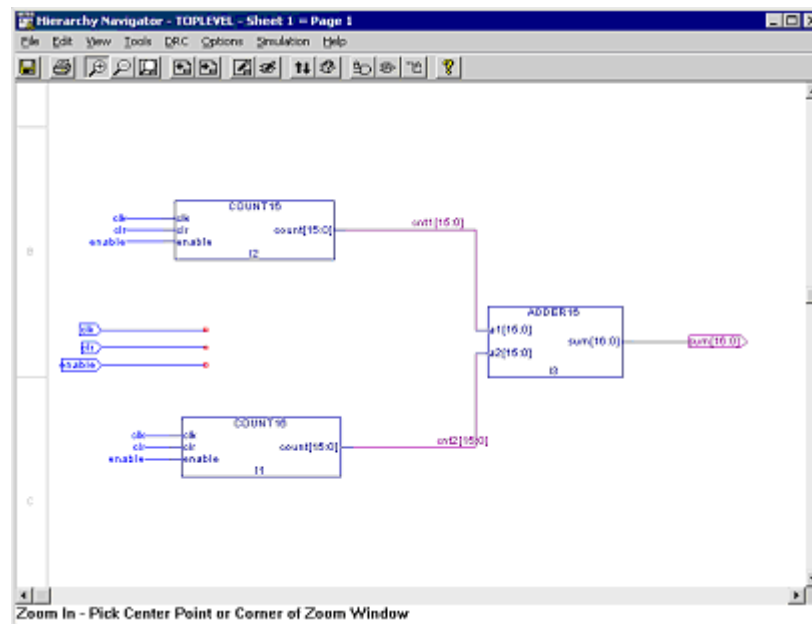 Hierarchy Navigator - TOPLEVEL - Sheet 1 = Page 1
File Edit View Tools DRC Options Simulation Help
B
COUNT16
clk clk
clr clr count[15:0]
enable enable
I2
cnt1[15:0]
clk
clr
enable
ADDER16
a1[15:0]
a2[15:0]
sum[16:0]
I3
sum[16:0]
COUNT16
clk clk
clr clr count[15:0]
enable enable
I1
cnt2[15:0]
C
Zoom In - Pick Center Point or Corner of Zoom Window